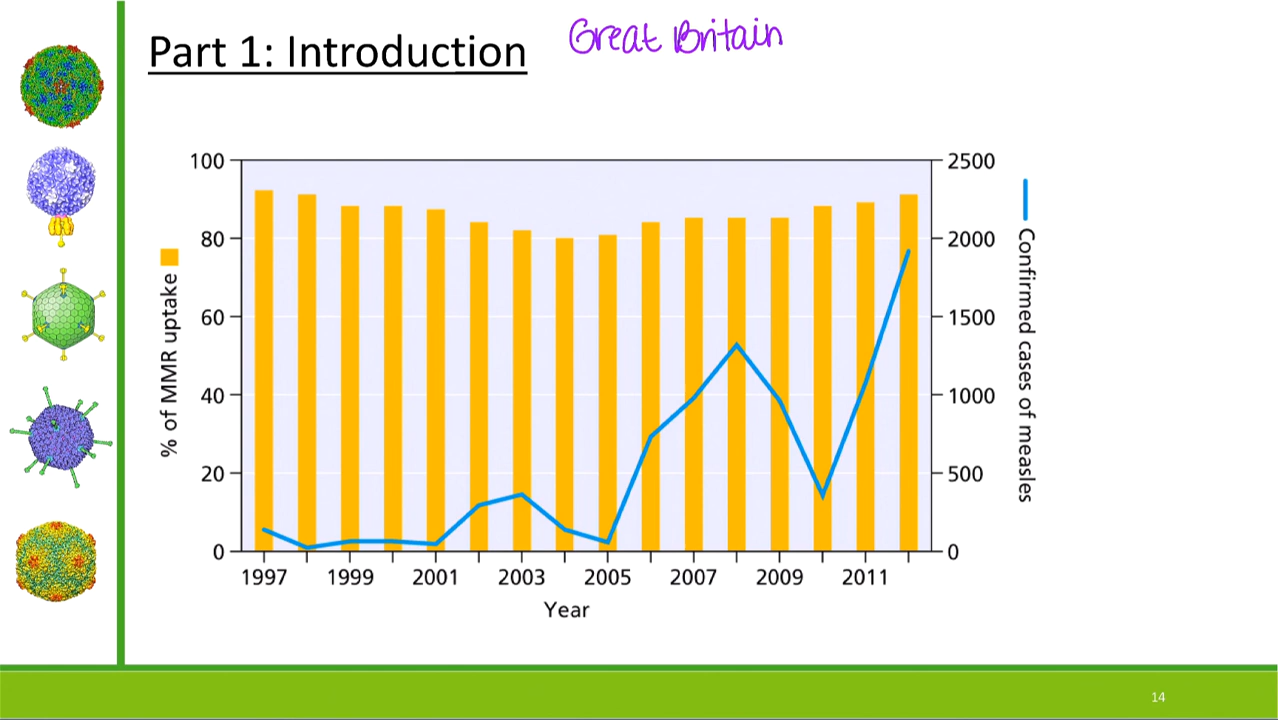 Part 1: Introduction
Great Britain
100
80
60
40
20
0
% of MMR uptake
2500
2000
1500
1000
500
0
Confirmed cases of measles
1997 1999 2001 2003 2005 2007 2009 2011
Year
14